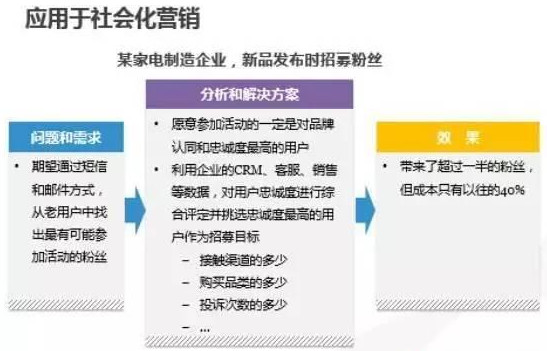 应用于社会化营销
某家电制造企业，新品发布时招募粉丝
问题和需求
• 期望通过短信
和邮件方式，
从老用户中找
出最有可能参
加活动的粉丝
分析和解决方案
• 愿意参加活动的一定是对品牌
认同和忠诚度最高的用户
• 利用企业的CRM、客服、销售
等数据，对用户忠诚度进行综
合评定并挑选忠诚度最高的用
户作为招募目标
– 接触渠道的多少
– 购买品类的多少
– 投诉次数的多少
– ...
效 果
• 带来了超过一半的粉丝，
但成本只有以往的40%